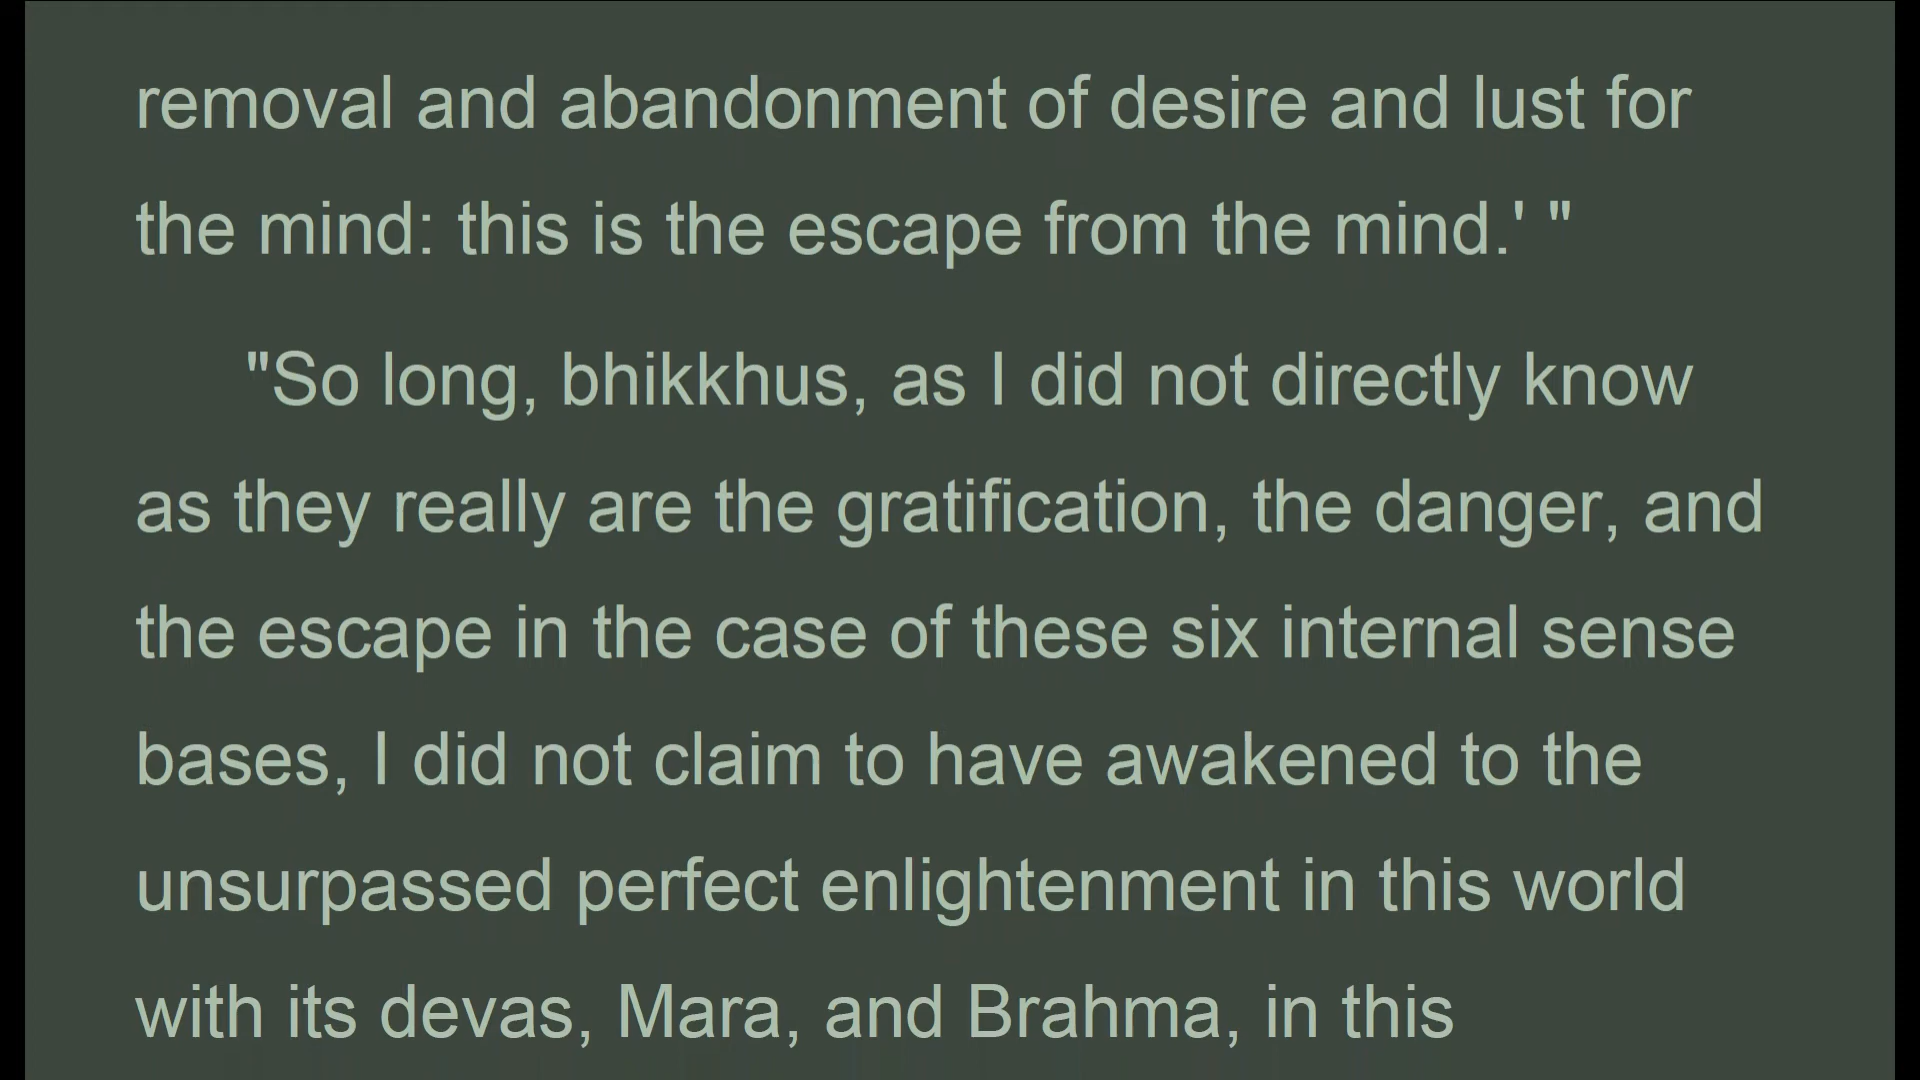 removal and abandonment of desire and lust for
the mind: this is the escape from the mind.' "
"So long, bhikkhus, as I did not directly know
as they really are the gratification, the danger, and
the escape in the case of these six internal sense
bases, I did not claim to have awakened to the
unsurpassed perfect enlightenment in this world
with its devas, Mara, and Brahma, in this